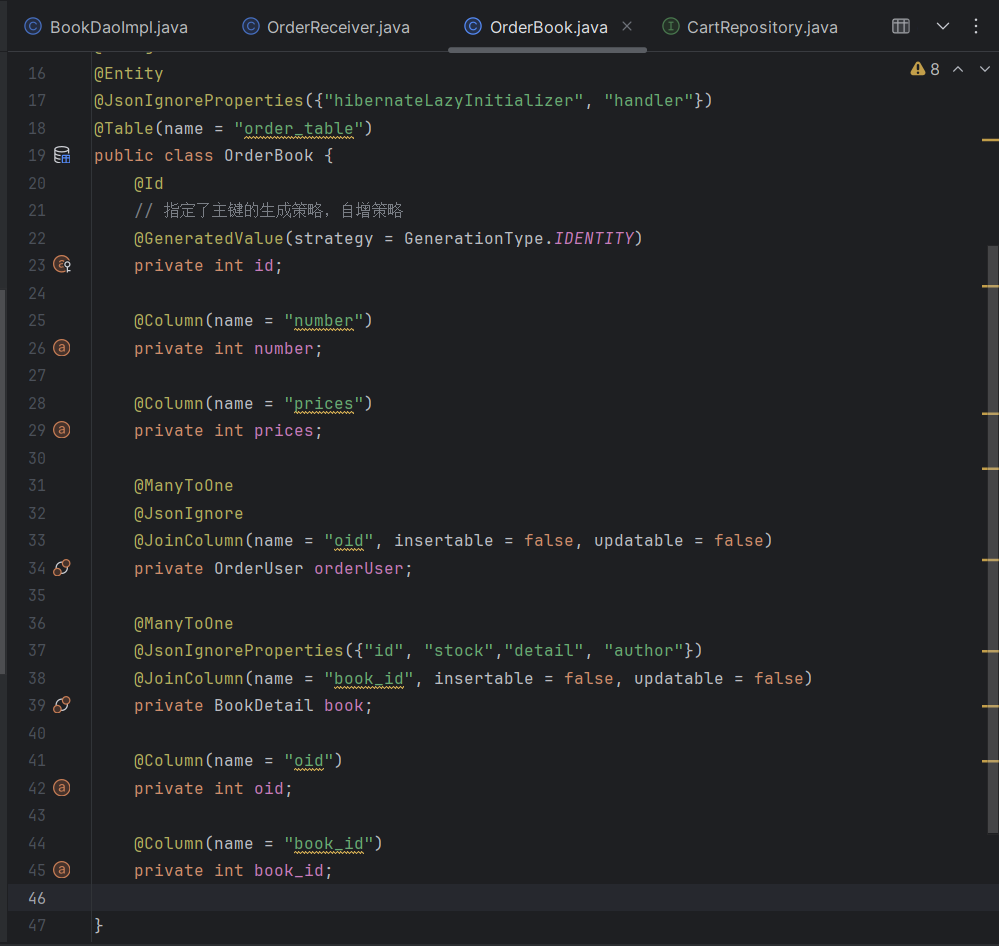 BookDaoImpl.java OrderReceiver.java OrderBook.java CartRepository.java
8
16 @Entity
17 @JsonIgnoreProperties({"hibernateLazyInitializer", "handler"})
18 @Table(name = "order_table")
19 public class OrderBook {
20 @Id
21 // 指定了主键的生成策略，自增策略
22 @GeneratedValue(strategy = GenerationType.IDENTITY)
23 private int id;
24
25 @Column(name = "number")
26 private int number;
27
28 @Column(name = "prices")
29 private int prices;
30
31 @ManyToOne
32 @JsonIgnore
33 @JoinColumn(name = "oid", insertable = false, updatable = false)
34 private OrderUser orderUser;
35
36 @ManyToOne
37 @JsonIgnoreProperties({"id", "stock","detail", "author"})
38 @JoinColumn(name = "book_id", insertable = false, updatable = false)
39 private BookDetail book;
40
41 @Column(name = "oid")
42 private int oid;
43
44 @Column(name = "book_id")
45 private int book_id;
46
47 }